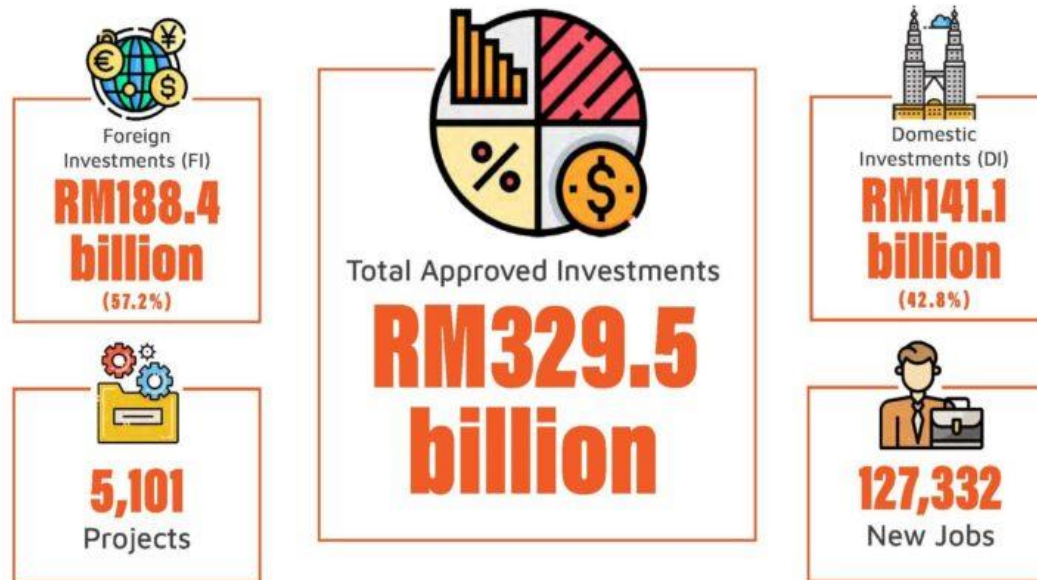 Foreign
Investments (FI)
RM188.4
billion
(57.2%)
Total Approved Investments
RM329.5
billion
Domestic
Investments (DI)
RM141.1
billion
(42.8%)
5,101
Projects
127,332
New Jobs